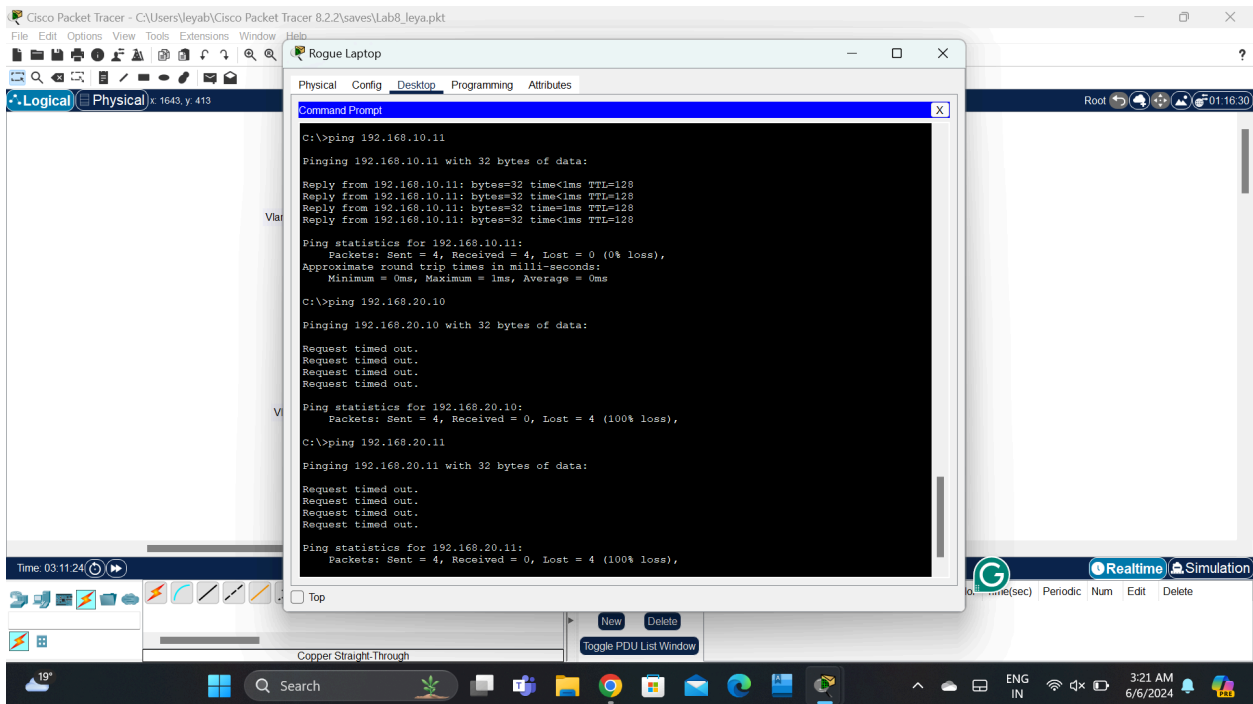 Cisco Packet Tracer - C:\Users\leyab\Cisco Packet Tracer 8.2.2\saves\Lab8_leya.pkt
File Edit Options View Tools Extensions Window Help
Rogue Laptop
?
Physical Config Desktop Programming Attributes
Logical Physical x: 1643, y: 413
Root 01:16:30
Command Prompt X
C:\>ping 192.168.10.11
Pinging 192.168.10.11 with 32 bytes of data:
Reply from 192.168.10.11: bytes=32 time<1ms TTL=128
Reply from 192.168.10.11: bytes=32 time<1ms TTL=128
Reply from 192.168.10.11: bytes=32 time=1ms TTL=128
Reply from 192.168.10.11: bytes=32 time<1ms TTL=128
Vlan
Ping statistics for 192.168.10.11:
Packets: Sent = 4, Received = 4, Lost = 0 (0% loss),
Approximate round trip times in milli-seconds:
Minimum = 0ms, Maximum = 1ms, Average = 0ms
C:\>ping 192.168.20.10
Pinging 192.168.20.10 with 32 bytes of data:
Request timed out.
Request timed out.
Request timed out.
Request timed out.
Vl
Ping statistics for 192.168.20.10:
Packets: Sent = 4, Received = 0, Lost = 4 (100% loss),
C:\>ping 192.168.20.11
Pinging 192.168.20.11 with 32 bytes of data:
Request timed out.
Request timed out.
Request timed out.
Request timed out.
Ping statistics for 192.168.20.11:
Packets: Sent = 4, Received = 0, Lost = 4 (100% loss),
Time: 03:11:24
Realtime Simulation
Top
G
Periodic Num Edit Delete
New Delete
Toggle PDU List Window
Copper Straight-Through
19°
Search
ENG
IN
3:21 AM
6/6/2024
PRE